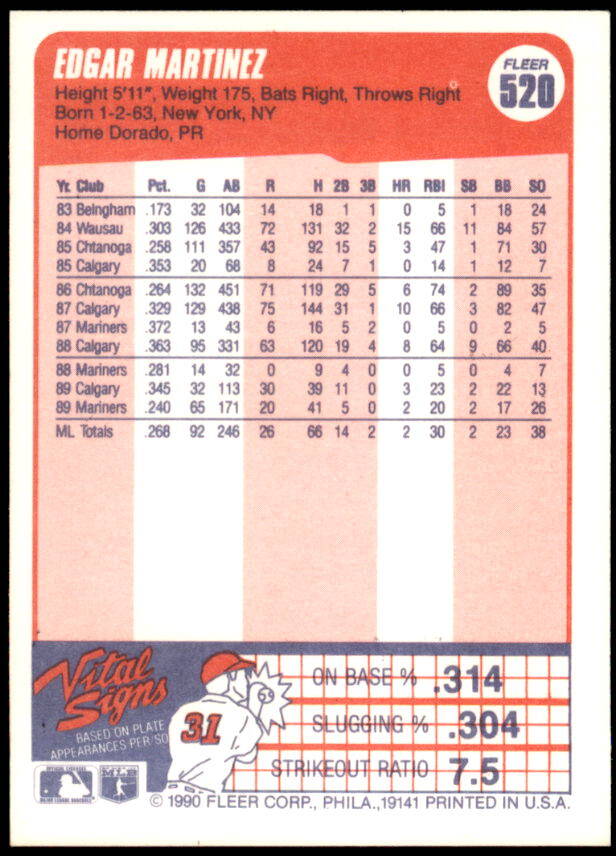 EDGAR MARTINEZ
FLEER
520
Height 5'11", Weight 175, Bats Right, Throws Right
Born 1-2-63, New York, NY
Home Dorado, PR
Yr. Club Pct. G AB R H 2B 3B HR RBI SB BB SO
83 Belngham .173 32 104 14 18 1 1 0 5 1 18 24
84 Wausau .303 126 433 72 131 32 2 15 66 11 84 57
85 Chtanoga .258 111 357 43 92 15 5 3 47 1 71 30
85 Calgary .353 20 68 8 24 7 1 0 14 1 12 7
86 Chtanoga .264 132 451 71 119 29 5 6 74 2 89 35
87 Calgary .329 129 438 75 144 31 1 10 66 3 82 47
87 Mariners .372 13 43 6 16 5 2 0 5 0 2 5
88 Calgary .363 95 331 63 120 19 4 8 64 9 66 40
88 Mariners .281 14 32 0 9 4 0 0 5 0 4 7
89 Calgary .345 32 113 30 39 11 0 3 23 2 22 13
89 Mariners .240 65 171 20 41 5 0 2 20 2 17 26
ML Totals .268 92 246 26 66 14 2 2 30 2 23 38
Vital
Signs
BASED ON PLATE
APPEARANCES PER/SO
31
ON BASE % .314
SLUGGING % .304
STRIKEOUT RATIO 7.5
MLB
© 1990 FLEER CORP., PHILA.,19141 PRINTED IN U.S.A.